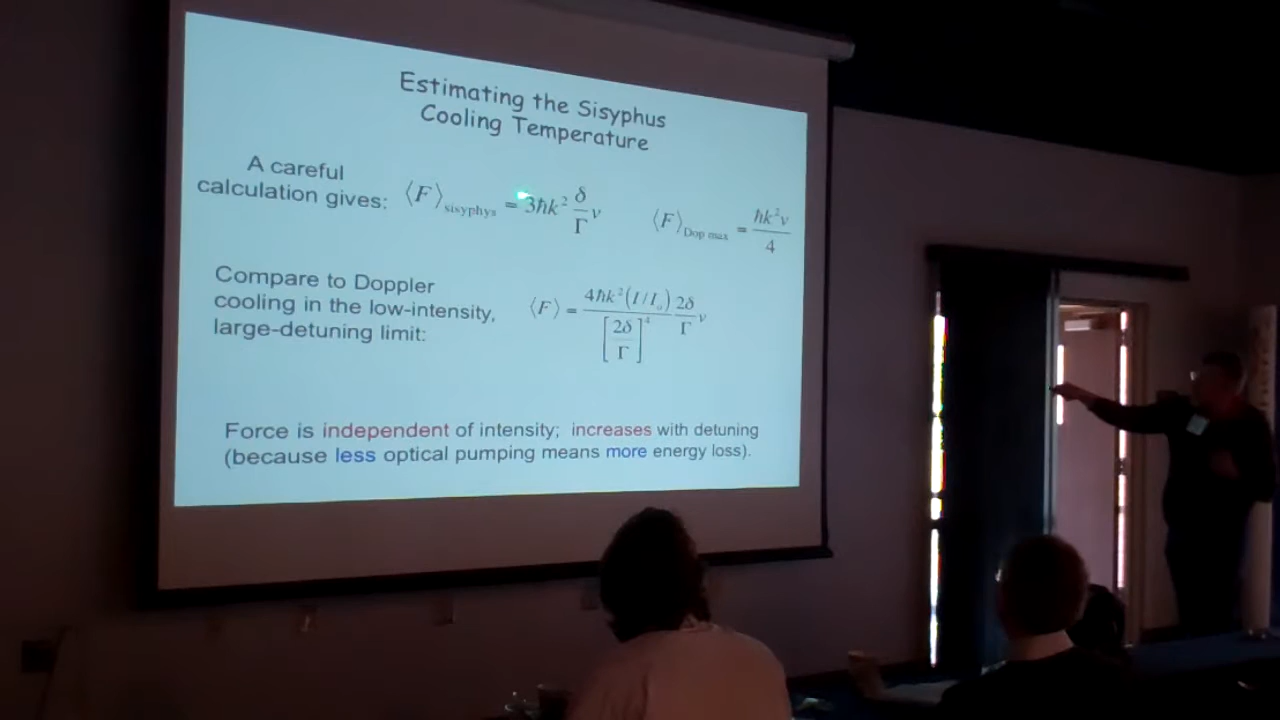 Estimating the Sisyphus
Cooling Temperature
A careful
calculation gives:
⟨F⟩sisyphys = 3ħk² δ/Γ v
⟨F⟩Dop max = ħk²v/4
Compare to Doppler
cooling in the low-intensity,
large-detuning limit:
⟨F⟩ = 4ħk²(I/Iₒ)/[2δ/Γ]⁴ 2δ/Γ v
Force is independent of intensity; increases with detuning
(because less optical pumping means more energy loss).